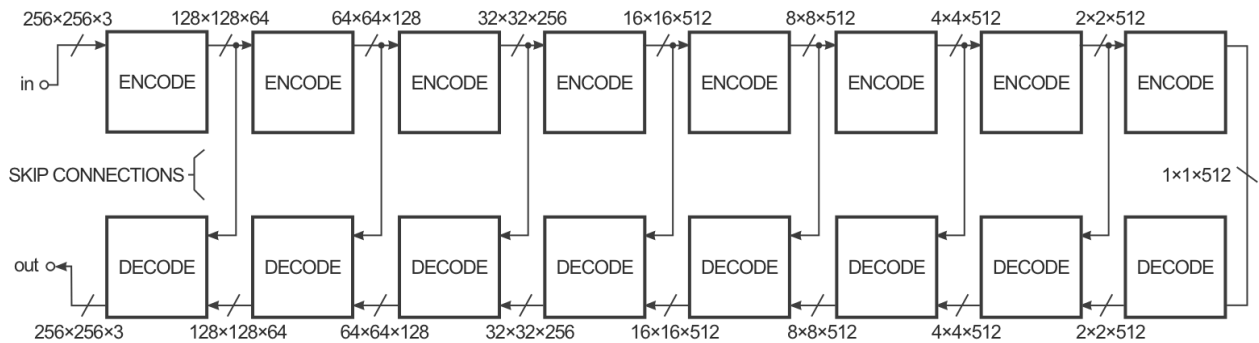 256×256×3 128×128×64 64×64×128 32×32×256 16×16×512 8×8×512 4×4×512 2×2×512
in ENCODE ENCODE ENCODE ENCODE ENCODE ENCODE ENCODE ENCODE
SKIP CONNECTIONS 1×1×512
out DECODE DECODE DECODE DECODE DECODE DECODE DECODE DECODE
256×256×3 128×128×64 64×64×128 32×32×256 16×16×512 8×8×512 4×4×512 2×2×512